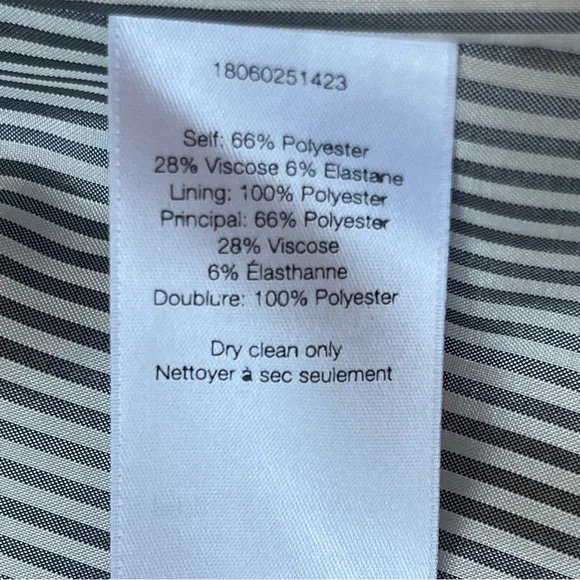 18060251423
Self: 66% Polyester
28% Viscose 6% Elastane
Lining: 100% Polyester
Principal: 66% Polyester
28% Viscose
6% Élasthanne
Doublure: 100% Polyester
Dry clean only
Nettoyer à sec seulement